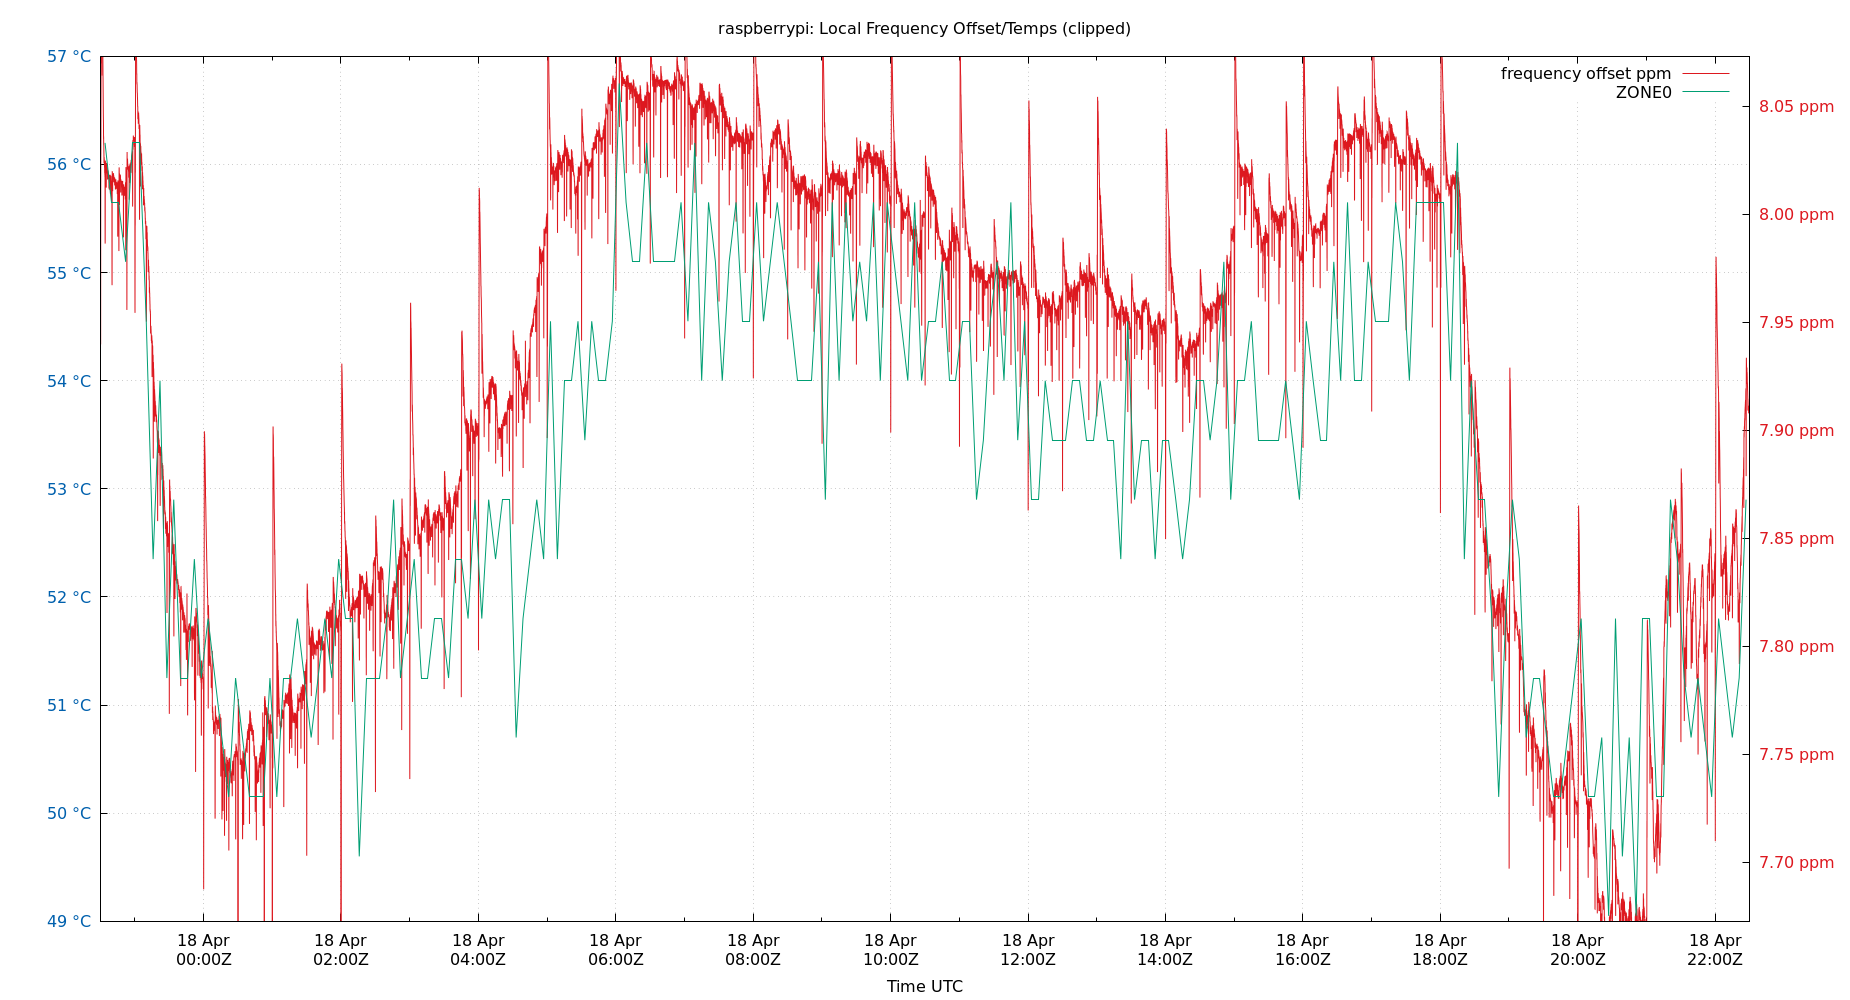 raspberrypi: Local Frequency Offset/Temps (clipped)
frequency offset ppm
ZONE0
57 °C
56 °C
55 °C
54 °C
53 °C
52 °C
51 °C
50 °C
49 °C
8.05 ppm
8.00 ppm
7.95 ppm
7.90 ppm
7.85 ppm
7.80 ppm
7.75 ppm
7.70 ppm
18 Apr 18 Apr 18 Apr 18 Apr 18 Apr 18 Apr 18 Apr 18 Apr 18 Apr 18 Apr 18 Apr 18 Apr
00:00Z 02:00Z 04:00Z 06:00Z 08:00Z 10:00Z 12:00Z 14:00Z 16:00Z 18:00Z 20:00Z 22:00Z
Time UTC